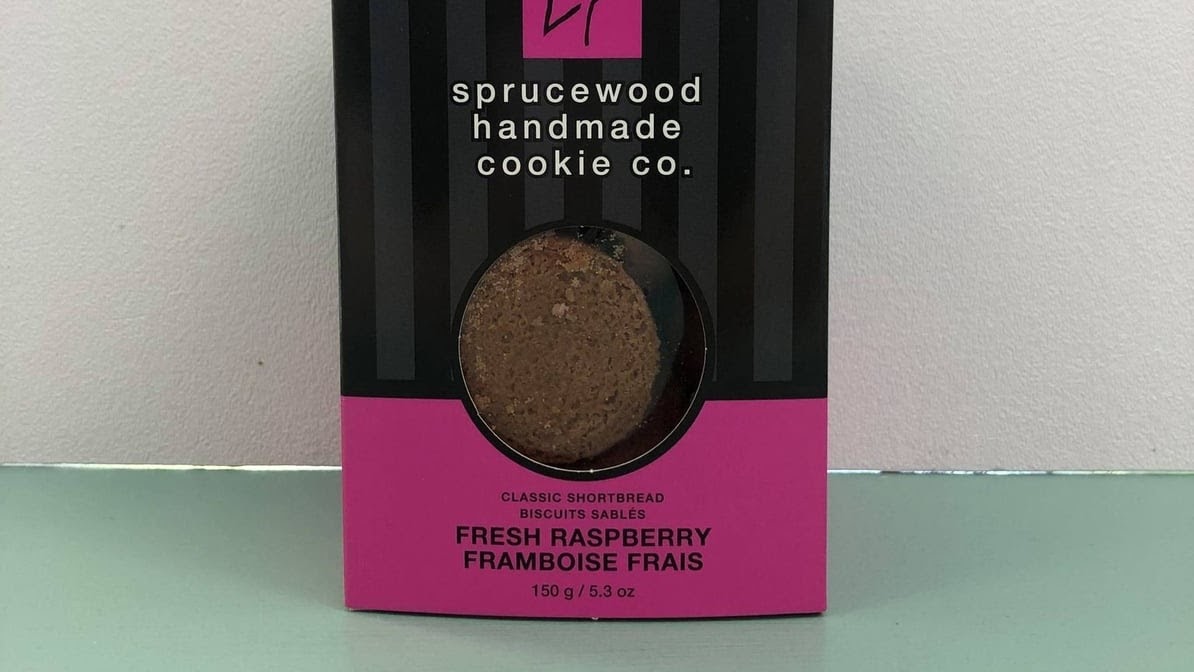 sprucewood
handmade
cookie co.
CLASSIC SHORTBREAD
BISCUITS SABLÉS
FRESH RASPBERRY
FRAMBOISE FRAIS
150 g / 5.3 oz